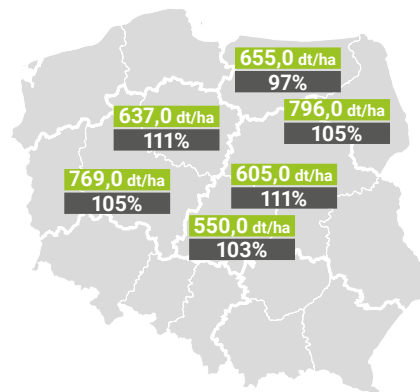 655,0 dt/ha
97%
796,0 dt/ha
105%
637,0 dt/ha
111%
769,0 dt/ha
105%
605,0 dt/ha
111%
550,0 dt/ha
103%